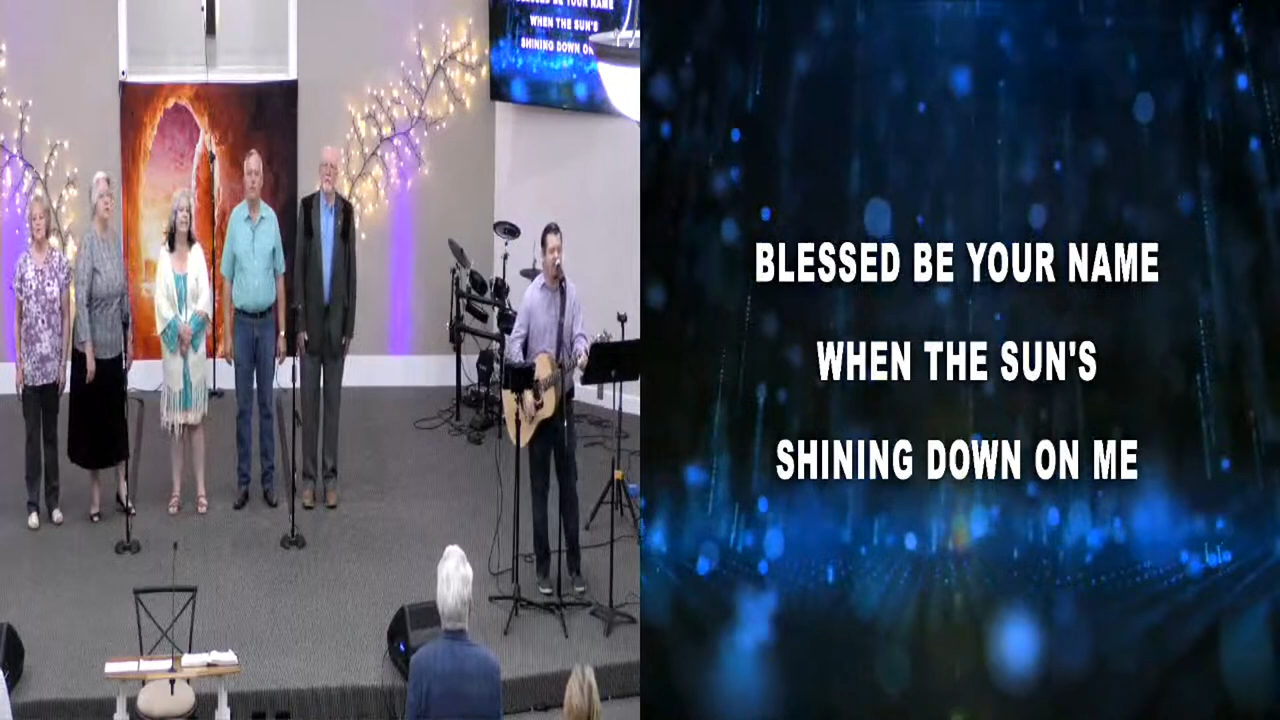 BLESSED BE YOUR NAME
WHEN THE SUN'S
SHINING DOWN ON
BLESSED BE YOUR NAME
WHEN THE SUN'S
SHINING DOWN ON ME